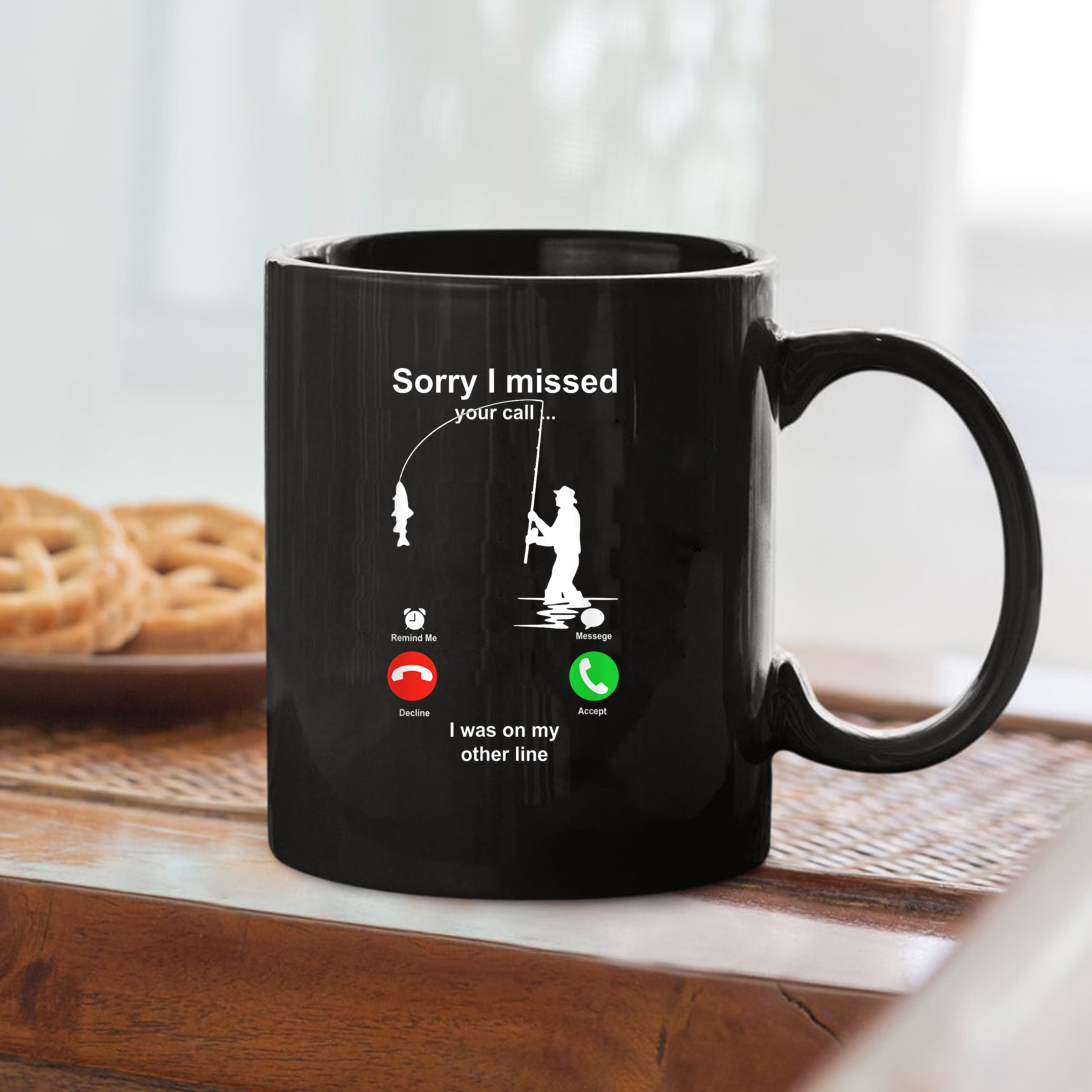 Sorry I missed
your call ...
Remind Me
Messege
Decline
Accept
I was on my
other line